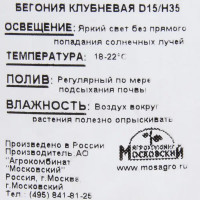 БЕГОНИЯ КЛУБНЕВАЯ D15/H35
ОСВЕЩЕНИЕ: Яркий свет без прямого
попадания солнечных лучей
ТЕМПЕРАТУРА: 18-22°C
ПОЛИВ: Регулярный по мере
подсыхания почвы
ВЛАЖНОСТЬ: Воздух вокруг
растения полезно опрыскивать
Произведено в России
Производитель АО
"Агрокомбинат
"Московский"
Россия, г.Москва
г.Московский
Тел.: (495) 841-81-25
АГРОКОМБИНАТ
МОСКОВСКИЙ
www.mosagro.ru